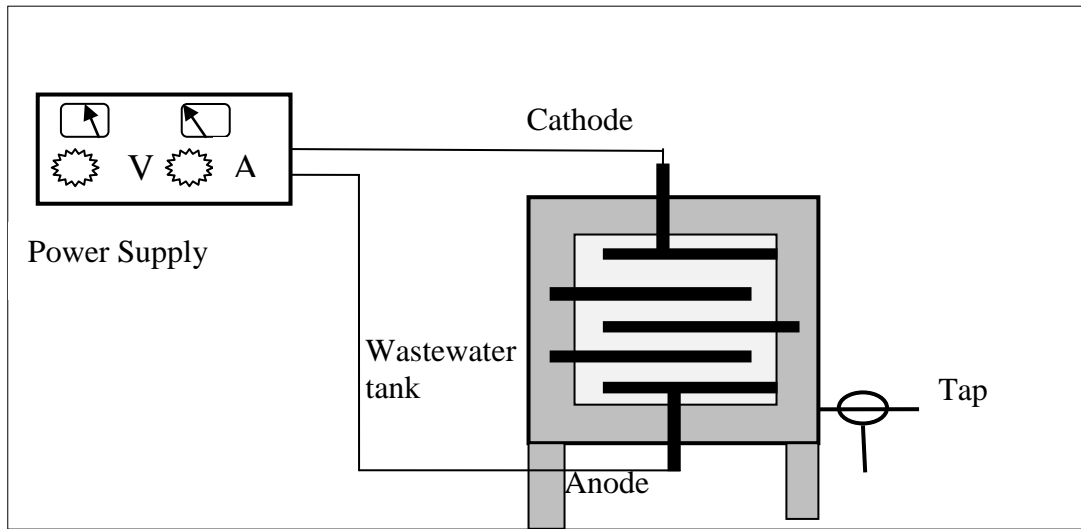 Cathode
V A
Power Supply
Wastewater
tank
Tap
Anode